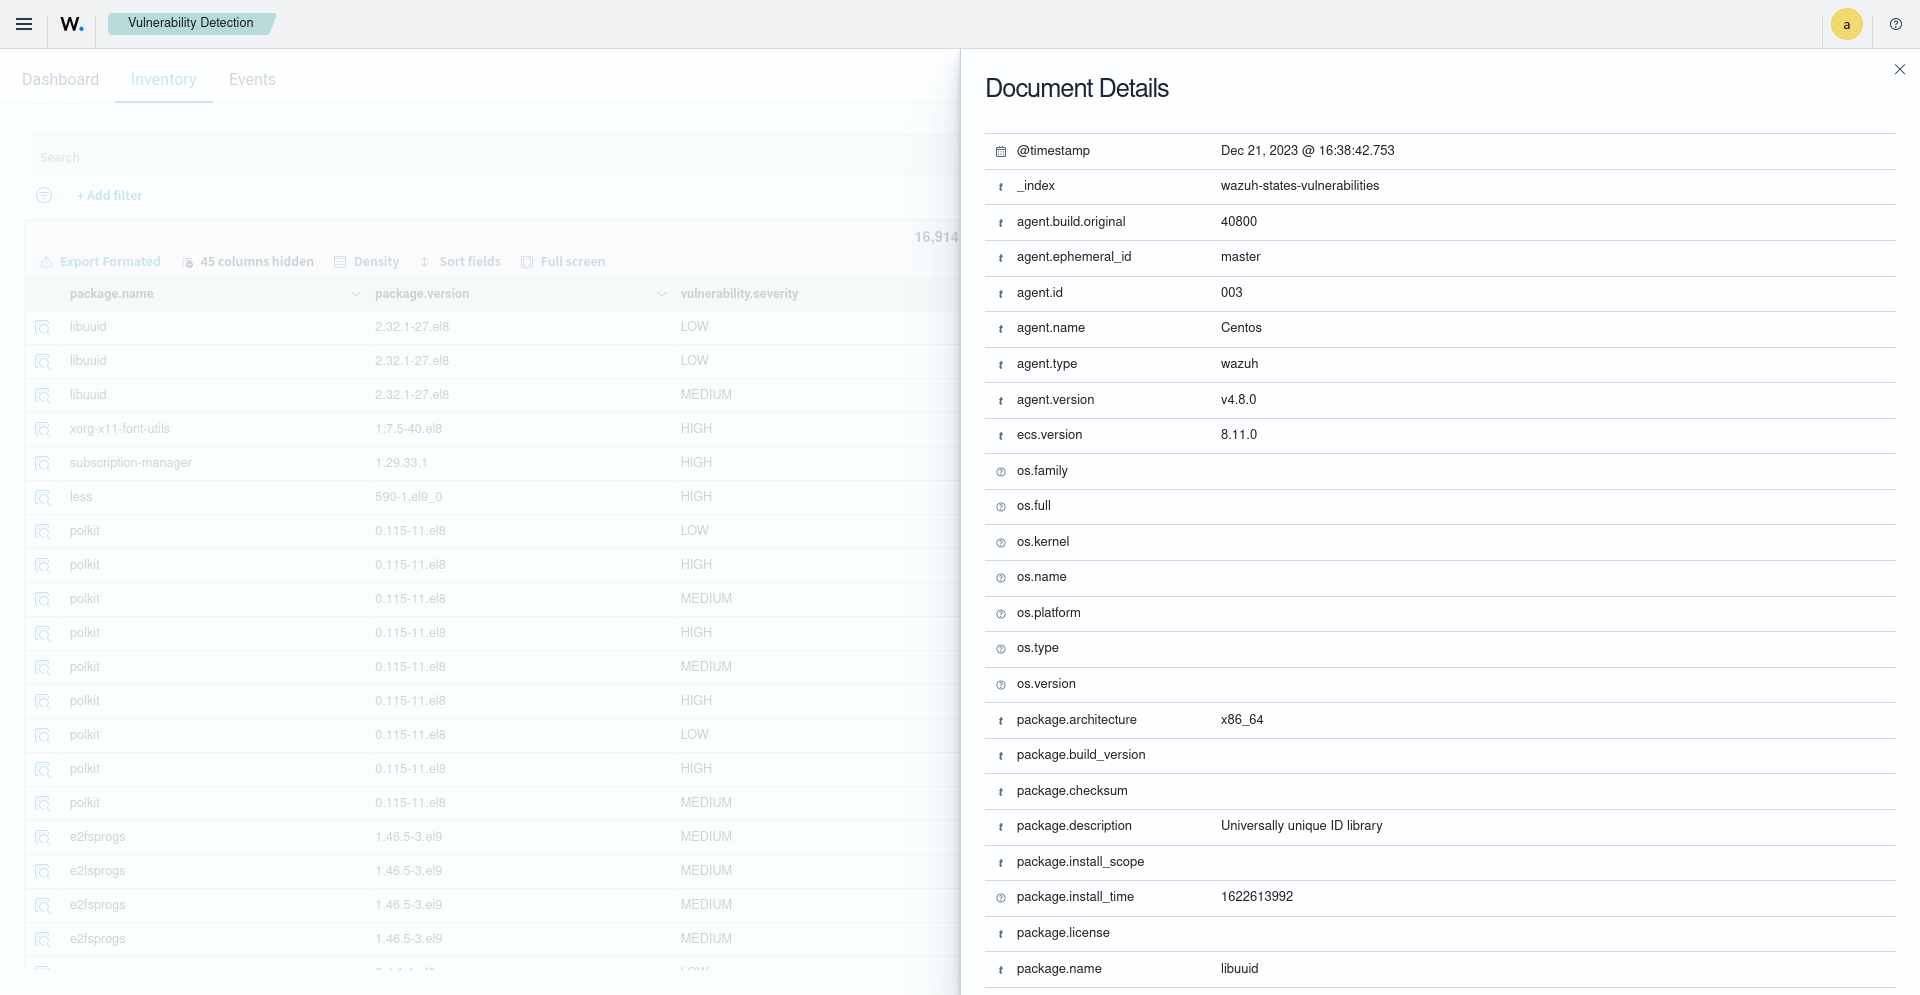 W. Vulnerability Detection a
Dashboard Inventory Events
Search
+ Add filter
16,914
Export Formated 45 columns hidden Density Sort fields Full screen
package.name package.version vulnerability.severity
libuuid 2.32.1-27.el8 LOW
libuuid 2.32.1-27.el8 LOW
libuuid 2.32.1-27.el8 MEDIUM
xorg-x11-font-utils 1:7.5-40.el8 HIGH
subscription-manager 1.29.33.1 HIGH
less 590-1.el9_0 HIGH
polkit 0.115-11.el8 LOW
polkit 0.115-11.el8 HIGH
polkit 0.115-11.el8 MEDIUM
polkit 0.115-11.el8 HIGH
polkit 0.115-11.el8 MEDIUM
polkit 0.115-11.el8 HIGH
polkit 0.115-11.el8 LOW
polkit 0.115-11.el8 HIGH
polkit 0.115-11.el8 MEDIUM
e2fsprogs 1.46.5-3.el9 MEDIUM
e2fsprogs 1.46.5-3.el9 MEDIUM
e2fsprogs 1.46.5-3.el9 MEDIUM
e2fsprogs 1.46.5-3.el9 MEDIUM
Document Details
@timestamp Dec 21, 2023 @ 16:38:42.753
t _index wazuh-states-vulnerabilities
t agent.build.original 40800
t agent.ephemeral_id master
t agent.id 003
t agent.name Centos
t agent.type wazuh
t agent.version v4.8.0
t ecs.version 8.11.0
os.family
os.full
os.kernel
os.name
os.platform
os.type
os.version
t package.architecture x86_64
t package.build_version
t package.checksum
t package.description Universally unique ID library
t package.install_scope
package.install_time 1622613992
t package.license
t package.name libuuid